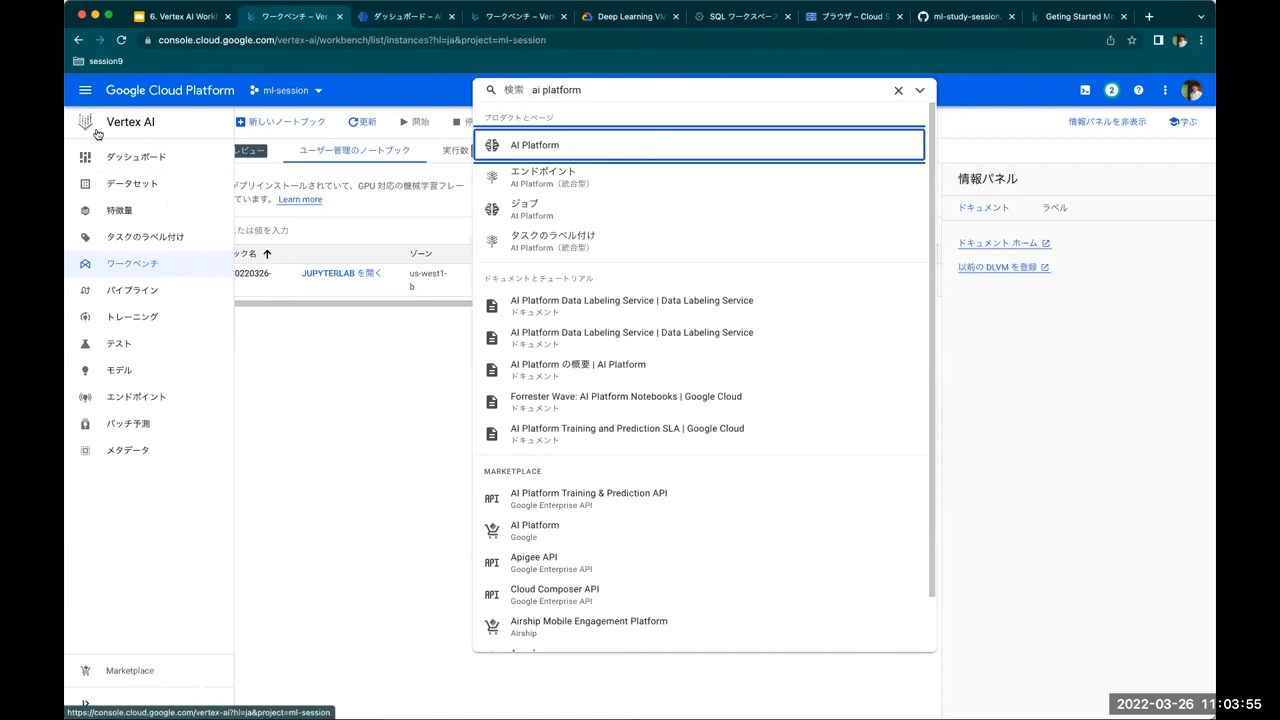 6. Vertex AI Work
ワークベンチ – Ver
ダッシュボード – AI
ワークベンチ – Vert
Deep Learning VM
SQL ワークスペース
ブラウザ – Cloud S
ml-study-session
Geting Started Mo
console.cloud.google.com/vertex-ai/workbench/list/instances?hl=ja&project=ml-session
session9
Google Cloud Platform
ml-session
検索 ai platform
2
Vertex AI
新しいノートブック
更新
開始
停
情報パネルを非表示
学ぶ
レビュー
ユーザー管理のノートブック
実行数
がプリインストールされていて、GPU 対応の機械学習フレー
ています。 Learn more
または値を入力
ック名
ゾーン
0220326-
JUPYTERLAB を開く
us-west1-
b
ダッシュボード
データセット
特徴量
タスクのラベル付け
ワークベンチ
パイプライン
トレーニング
テスト
モデル
エンドポイント
バッチ予測
メタデータ
Marketplace
プロダクトとページ
AI Platform
エンドポイント
AI Platform（統合型）
ジョブ
AI Platform
タスクのラベル付け
AI Platform（統合型）
ドキュメントとチュートリアル
AI Platform Data Labeling Service | Data Labeling Service
ドキュメント
AI Platform Data Labeling Service | Data Labeling Service
ドキュメント
AI Platform の概要 | AI Platform
ドキュメント
Forrester Wave: AI Platform Notebooks | Google Cloud
ドキュメント
AI Platform Training and Prediction SLA | Google Cloud
ドキュメント
MARKETPLACE
API AI Platform Training & Prediction API
Google Enterprise API
AI Platform
Google
API Apigee API
Google Enterprise API
API Cloud Composer API
Google Enterprise API
Airship Mobile Engagement Platform
Airship
情報パネル
ドキュメント
ラベル
ドキュメント ホーム
以前の DLVM を登録
https://console.cloud.google.com/vertex-ai?hl=ja&project=ml-session
2022-03-26 11:03:55